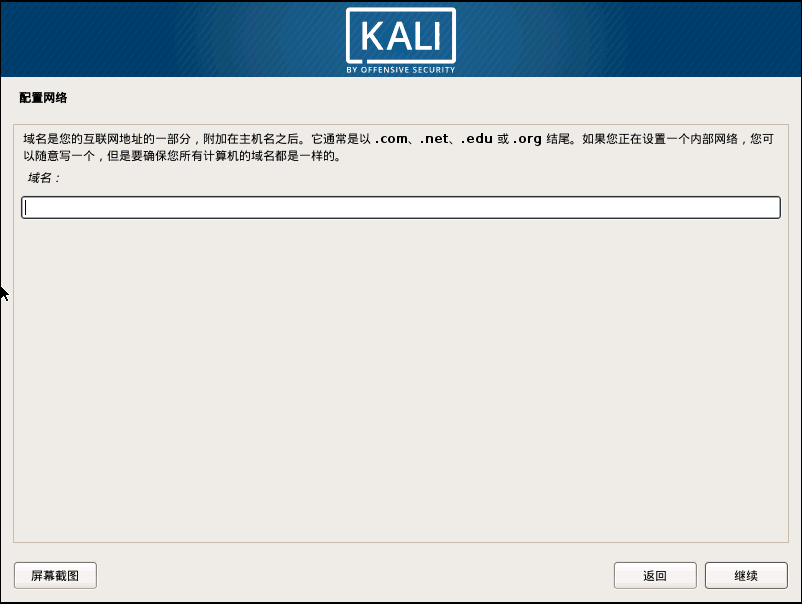 KALI
BY OFFENSIVE SECURITY
配置网络
域名是您的互联网地址的一部分，附加在主机名之后。它通常是以 .com、.net、.edu 或 .org 结尾。如果您正在设置一个内部网络，您可
以随意写一个，但是要确保您所有计算机的域名都是一样的。
域名：
屏幕截图
返回
继续